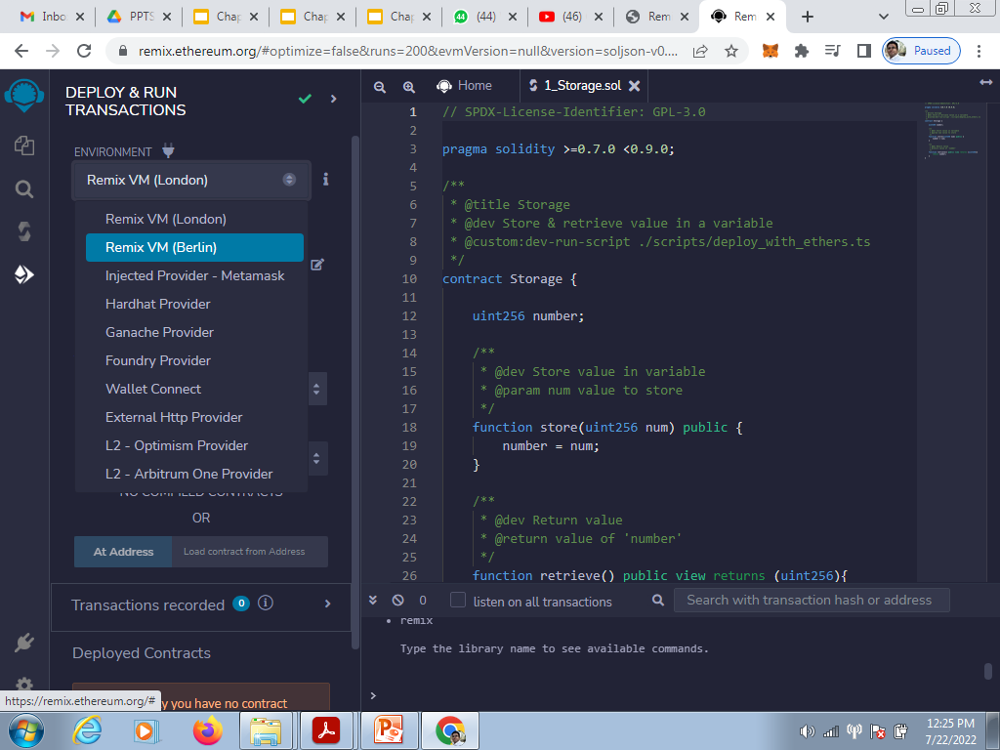 Inbo
PPTS
Chap
Chap
Chap
44
(44)
(46)
Rem
Rem
remix.ethereum.org/#optimize=false&runs=200&evmVersion=null&version=soljson-v0....
Paused
DEPLOY & RUN
TRANSACTIONS
ENVIRONMENT
Remix VM (London)
Remix VM (London)
Remix VM (Berlin)
Injected Provider - Metamask
Hardhat Provider
Ganache Provider
Foundry Provider
Wallet Connect
External Http Provider
L2 - Optimism Provider
L2 - Arbitrum One Provider
NO COMPILED CONTRACTS
OR
At Address
Load contract from Address
Transactions recorded 0
Deployed Contracts
y you have no contract
https://remix.ethereum.org/#
Home
1_Storage.sol
1 // SPDX-License-Identifier: GPL-3.0
2
3 pragma solidity >=0.7.0 <0.9.0;
4
5 /**
6 * @title Storage
7 * @dev Store & retrieve value in a variable
8 * @custom:dev-run-script ./scripts/deploy_with_ethers.ts
9 */
10 contract Storage {
11
12 uint256 number;
13
14 /**
15 * @dev Store value in variable
16 * @param num value to store
17 */
18 function store(uint256 num) public {
19 number = num;
20 }
21
22 /**
23 * @dev Return value
24 * @return value of 'number'
25 */
26 function retrieve() public view returns (uint256){
0
listen on all transactions
Search with transaction hash or address
• remix
Type the library name to see available commands.
>
12:25 PM
7/22/2022